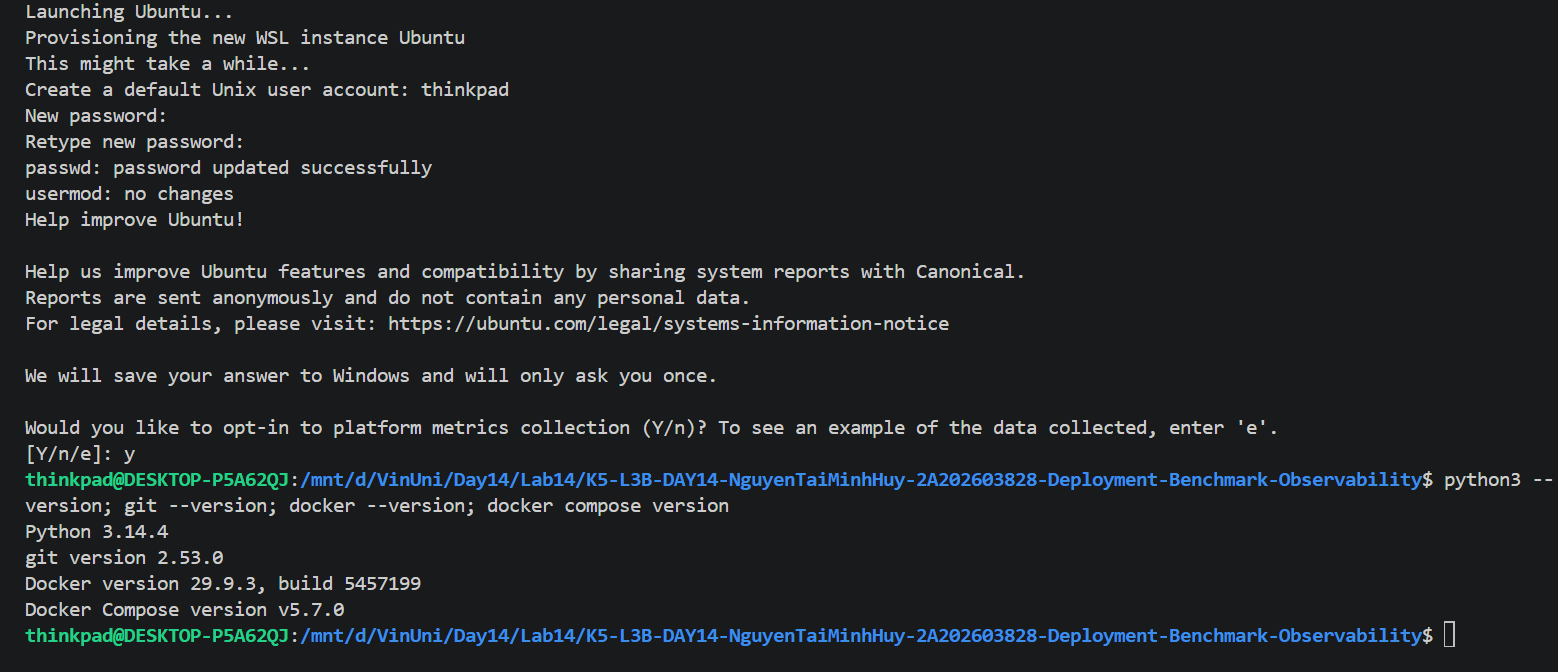 Launching Ubuntu...
Provisioning the new WSL instance Ubuntu
This might take a while...
Create a default Unix user account: thinkpad
New password:
Retype new password:
passwd: password updated successfully
usermod: no changes
Help improve Ubuntu!
Help us improve Ubuntu features and compatibility by sharing system reports with Canonical.
Reports are sent anonymously and do not contain any personal data.
For legal details, please visit: https://ubuntu.com/legal/systems-information-notice
We will save your answer to Windows and will only ask you once.
Would you like to opt-in to platform metrics collection (Y/n)? To see an example of the data collected, enter 'e'.
[Y/n/e]: y
thinkpad@DESKTOP-P5A62QJ:/mnt/d/VinUni/Day14/Lab14/K5-L3B-DAY14-NguyenTaiMinhHuy-2A202603828-Deployment-Benchmark-Observability$ python3 --
version; git --version; docker --version; docker compose version
Python 3.14.4
git version 2.53.0
Docker version 29.9.3, build 5457199
Docker Compose version v5.7.0
thinkpad@DESKTOP-P5A62QJ:/mnt/d/VinUni/Day14/Lab14/K5-L3B-DAY14-NguyenTaiMinhHuy-2A202603828-Deployment-Benchmark-Observability$